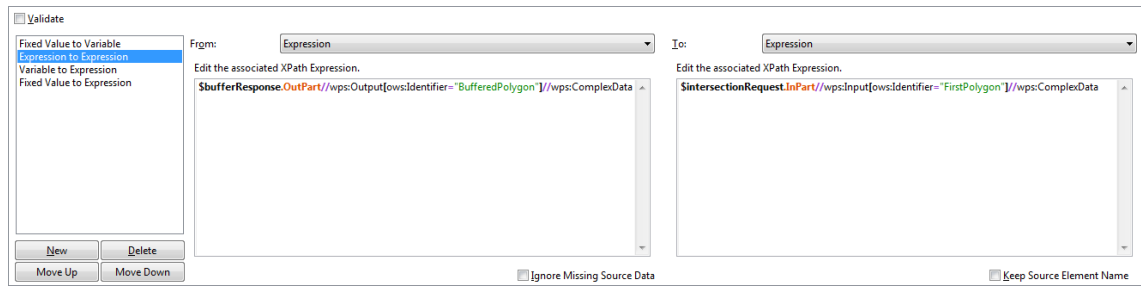 Validate
Fixed Value to Variable
Expression to Expression
Variable to Expression
Fixed Value to Expression
New
Delete
Move Up
Move Down
From:
Expression
Edit the associated XPath Expression.
$bufferResponse.OutPart//wps:Output[ows:Identifier="BufferedPolygon"]//wps:ComplexData
Ignore Missing Source Data
To:
Expression
Edit the associated XPath Expression.
$intersectionRequest.InPart//wps:Input[ows:Identifier="FirstPolygon"]//wps:ComplexData
Keep Source Element Name